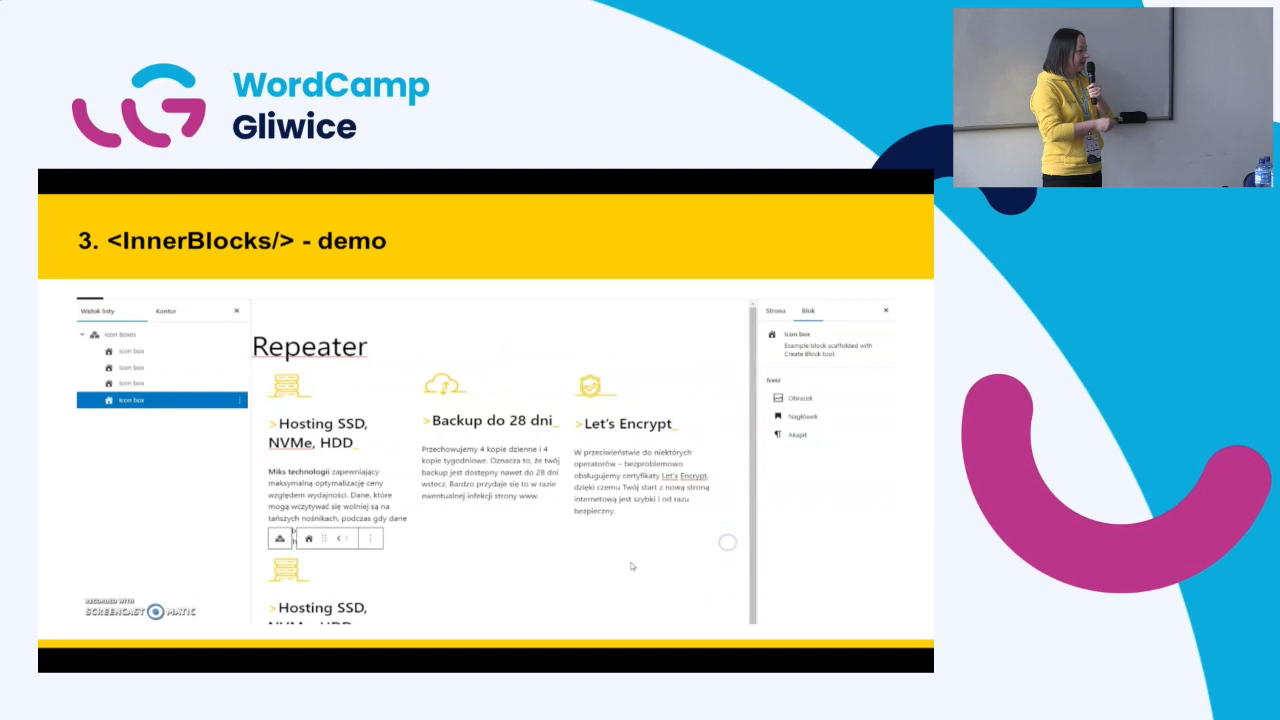 WordCamp
Gliwice
3. <InnerBlocks/> - demo
Widok listy
Kontur
Icon Boxes
Icon box
Icon box
Icon box
Icon box
Repeater
>Hosting SSD,
NVMe, HDD_
Miks technologii zapewniający
maksymalną optymalizację ceny
względem wydajności. Dane, które
mogą wczytywać się wolniej są na
tańszych nośnikach, podczas gdy dane
>Backup do 28 dni_
Przechowujemy 4 kopie dzienne i 4
kopie tygodniowe. Oznacza to, że twój
backup jest dostępny nawet do 28 dni
wstecz. Bardzo przydaje się to w razie
ewentualnej infekcji strony www.
>Let's Encrypt_
W przeciwieństwie do niektórych
operatorów – bezproblemowo
obsługujemy certyfikaty Let's Encrypt,
dzięki czemu Twój start z nową stroną
internetową jest szybki i od razu
bezpieczny.
>Hosting SSD,
NVMe, HDD
Strona
Blok
Icon box
Example block scaffolded with
Create Block tool.
Treść
Obrazek
Nagłówek
Akapit
RECORDED WITH
SCREENCAST MATIC